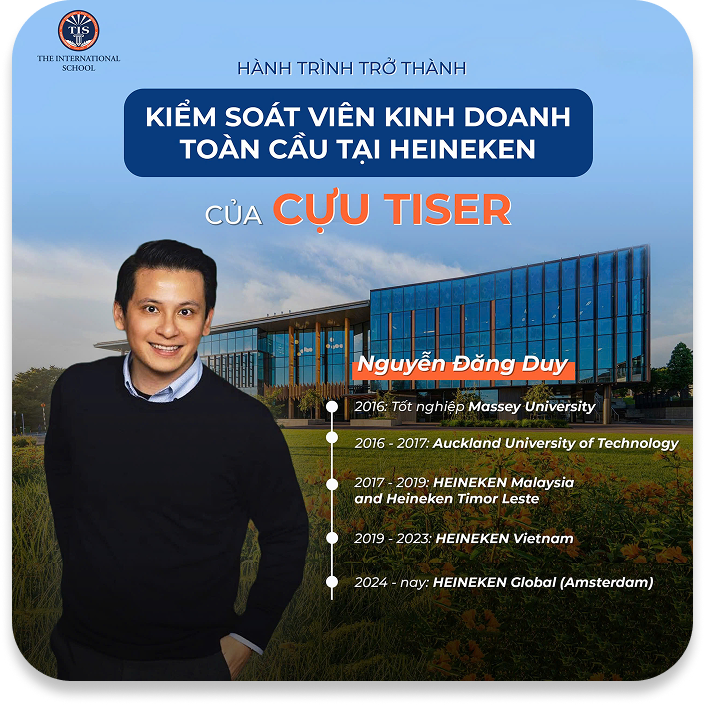 TIS
THE INTERNATIONAL
SCHOOL
HÀNH TRÌNH TRỞ THÀNH
KIỂM SOÁT VIÊN KINH DOANH
TOÀN CẦU TẠI HEINEKEN
CỦA CỰU TISER
Nguyễn Đăng Duy
2016: Tốt nghiệp Massey University
2016 - 2017: Auckland University of Technology
2017 - 2019: HEINEKEN Malaysia
and Heineken Timor Leste
2019 - 2023: HEINEKEN Vietnam
2024 - nay: HEINEKEN Global (Amsterdam)